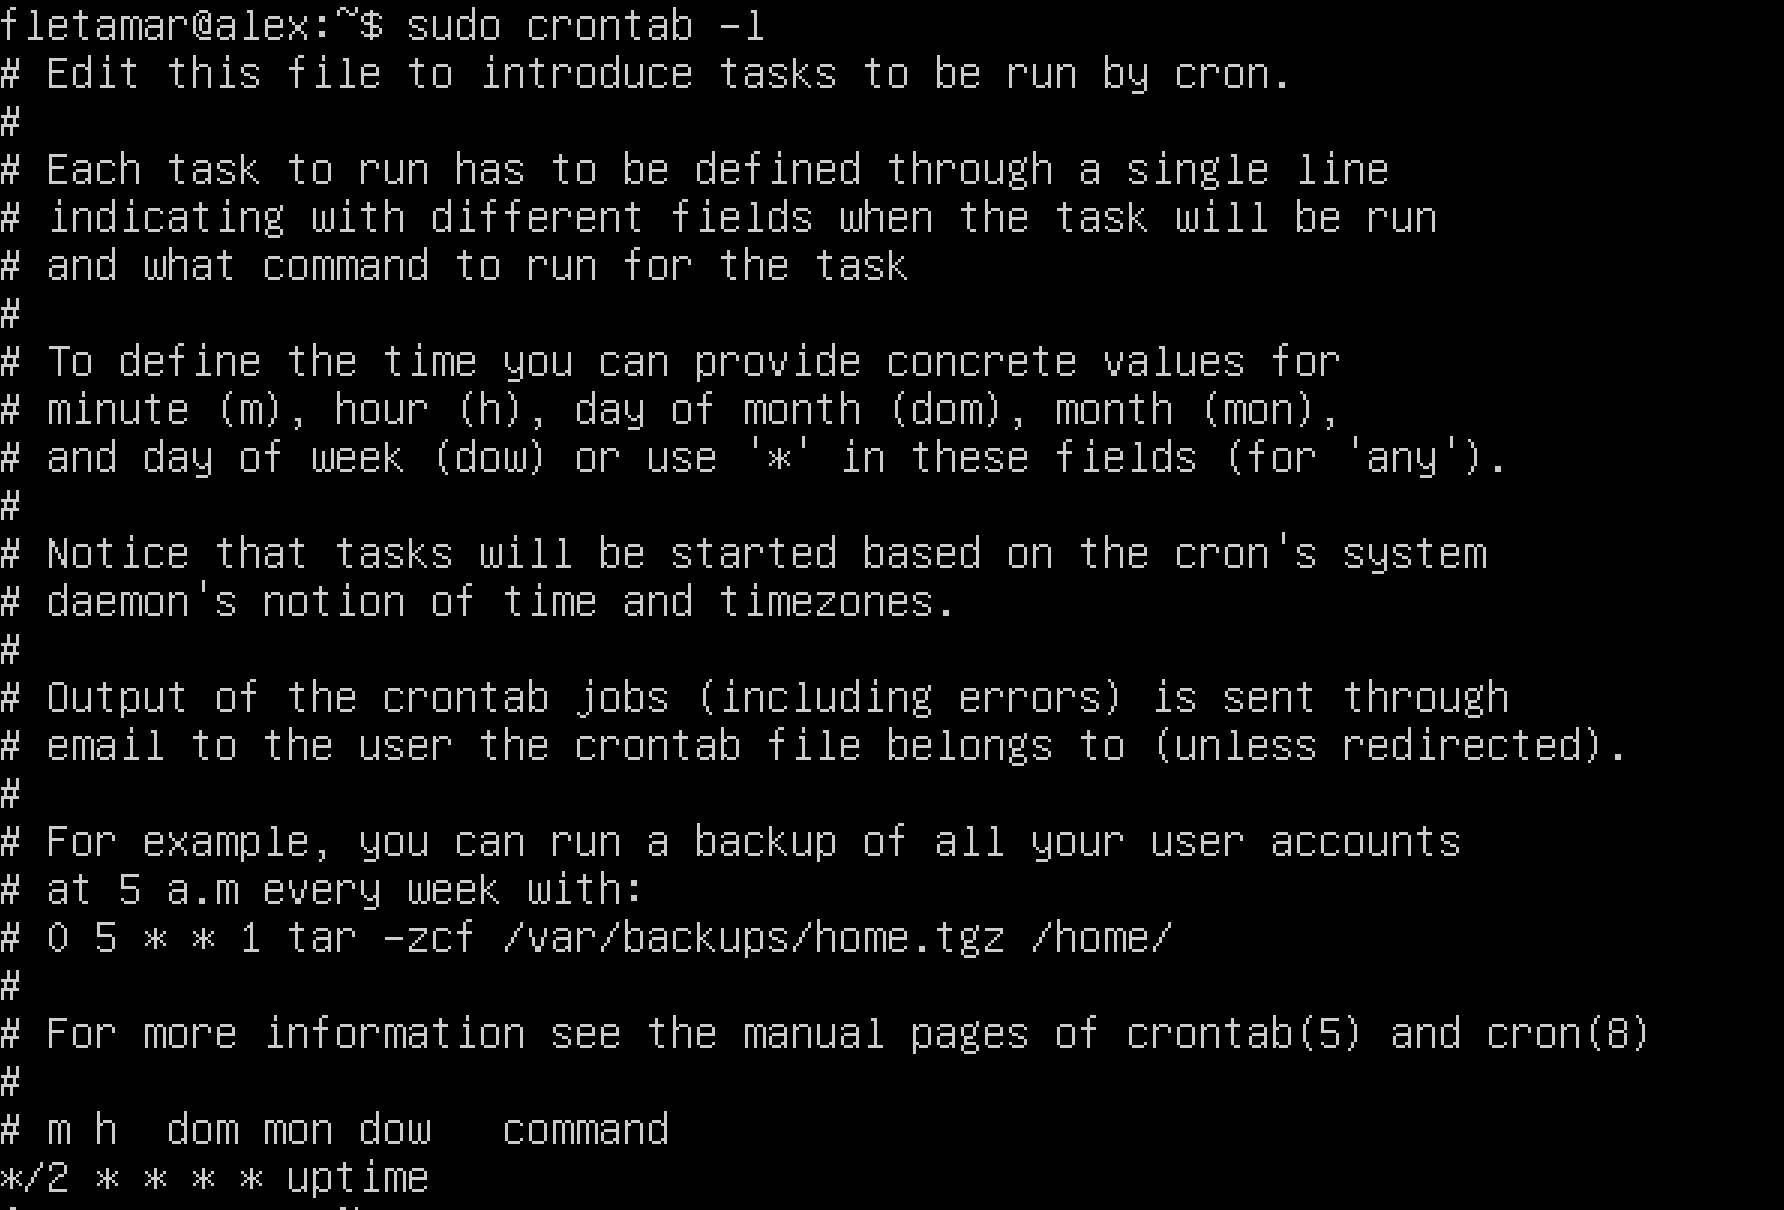 fletamar@alex:~$ sudo crontab -l
# Edit this file to introduce tasks to be run by cron.
#
# Each task to run has to be defined through a single line
# indicating with different fields when the task will be run
# and what command to run for the task
#
# To define the time you can provide concrete values for
# minute (m), hour (h), day of month (dom), month (mon),
# and day of week (dow) or use '*' in these fields (for 'any').
#
# Notice that tasks will be started based on the cron's system
# daemon's notion of time and timezones.
#
# Output of the crontab jobs (including errors) is sent through
# email to the user the crontab file belongs to (unless redirected).
#
# For example, you can run a backup of all your user accounts
# at 5 a.m every week with:
# 0 5 * * 1 tar -zcf /var/backups/home.tgz /home/
#
# For more information see the manual pages of crontab(5) and cron(8)
#
# m h  dom mon dow   command
*/2 * * * * uptime